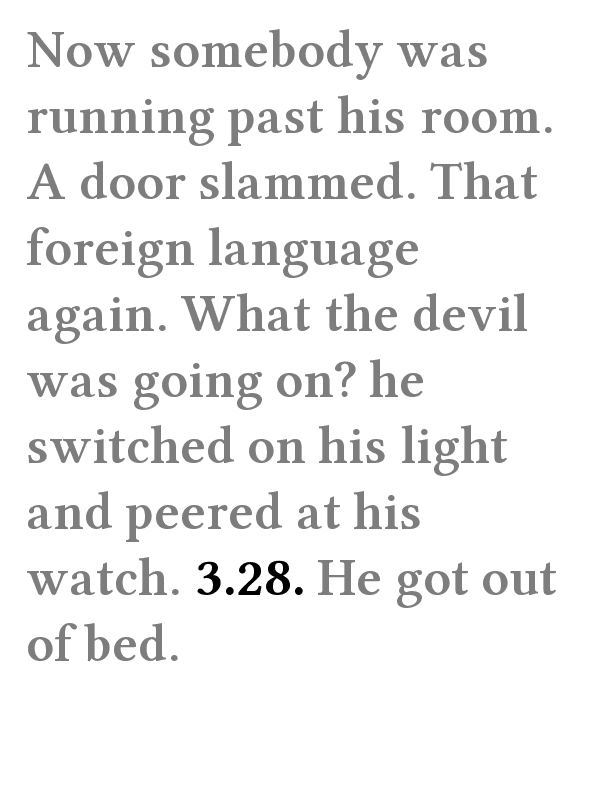 Now somebody was
running past his room.
A door slammed. That
foreign language
again. What the devil
was going on? he
switched on his light
and peered at his
watch. 3.28. He got out
of bed.